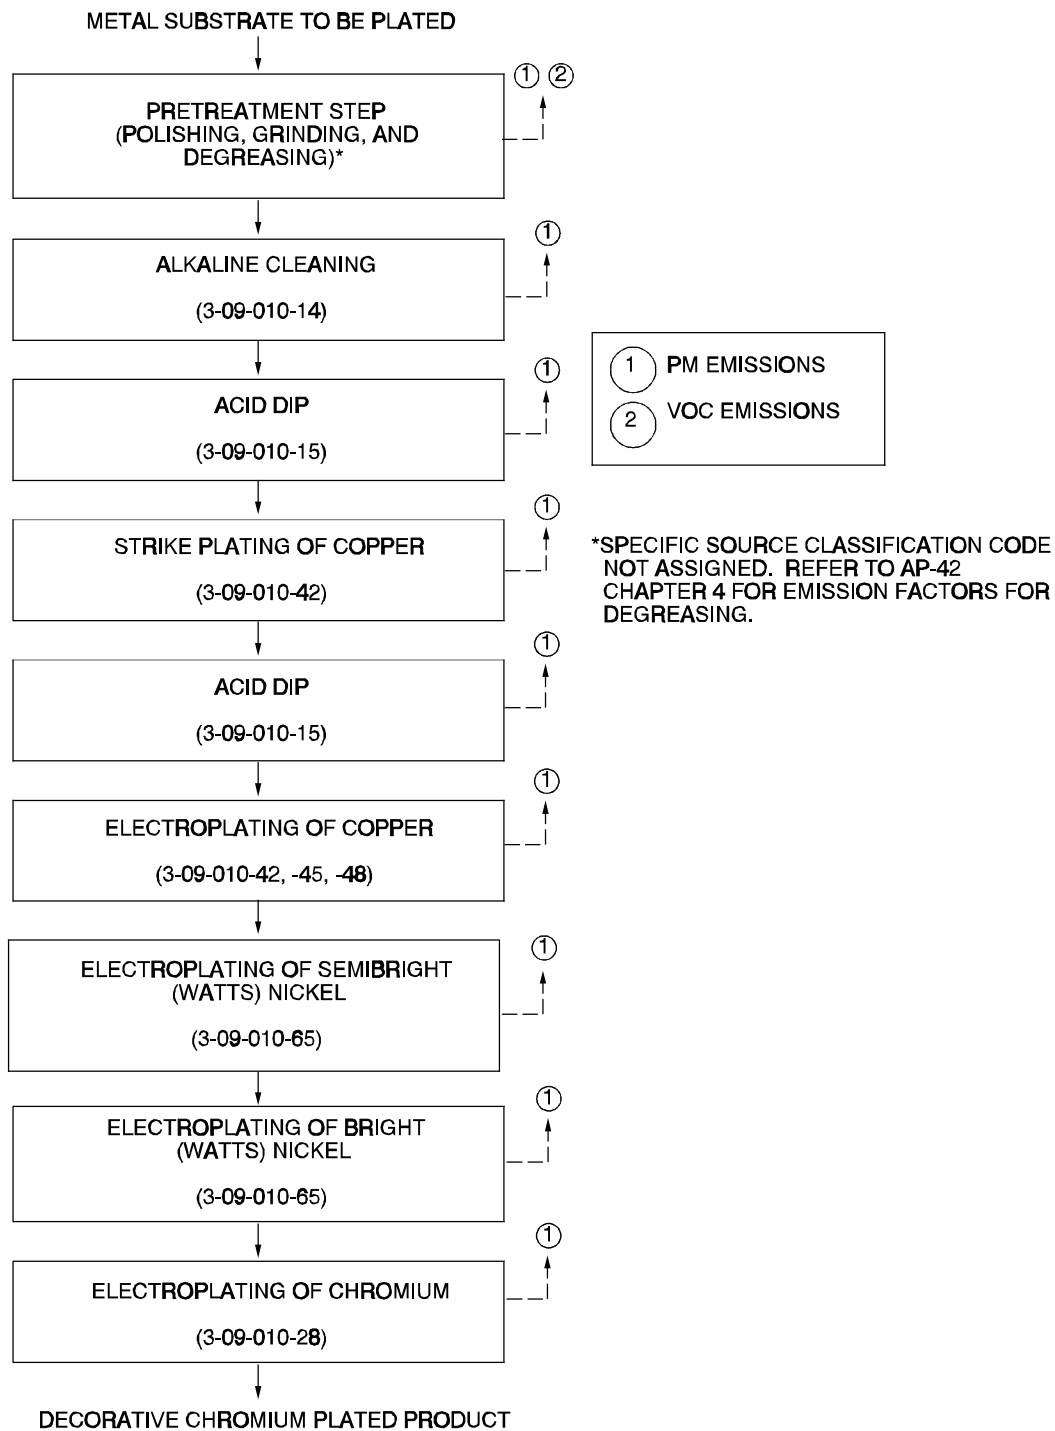 METAL SUBSTRATE TO BE PLATED
1 2
PRETREATMENT STEP
(POLISHING, GRINDING, AND
DEGREASING)*
1
ALKALINE CLEANING
(3-09-010-14)
1
ACID DIP
(3-09-010-15)
1 PM EMISSIONS
2 VOC EMISSIONS
1
STRIKE PLATING OF COPPER
(3-09-010-42)
*SPECIFIC SOURCE CLASSIFICATION CODE
NOT ASSIGNED. REFER TO AP-42
CHAPTER 4 FOR EMISSION FACTORS FOR
DEGREASING.
1
ACID DIP
(3-09-010-15)
1
ELECTROPLATING OF COPPER
(3-09-010-42, -45, -48)
1
ELECTROPLATING OF SEMIBRIGHT
(WATTS) NICKEL
(3-09-010-65)
1
ELECTROPLATING OF BRIGHT
(WATTS) NICKEL
(3-09-010-65)
1
ELECTROPLATING OF CHROMIUM
(3-09-010-28)
DECORATIVE CHROMIUM PLATED PRODUCT